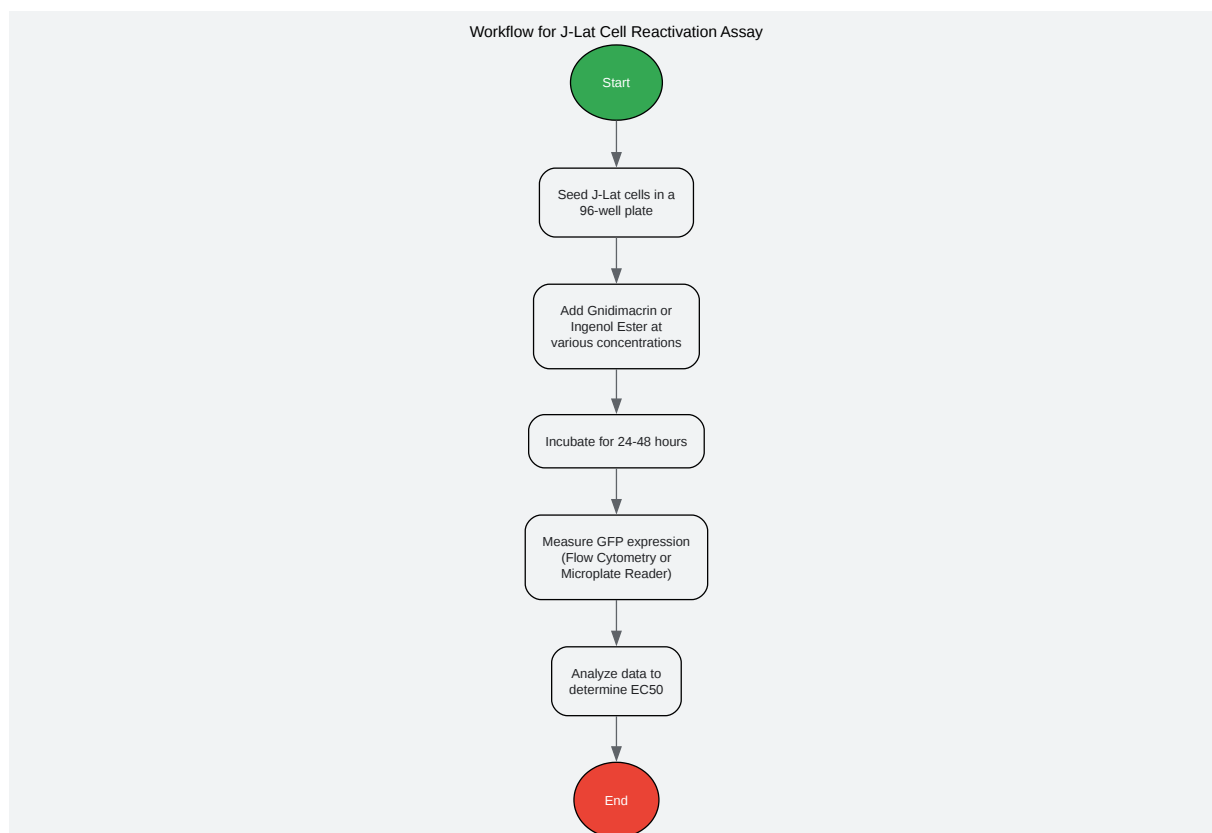 Workflow for J-Lat Cell Reactivation Assay
Start
Seed J-Lat cells in a
96-well plate
Add Gnidimacrin or
Ingenol Ester at
various concentrations
Incubate for 24-48 hours
Measure GFP expression
(Flow Cytometry or
Microplate Reader)
Analyze data to
determine EC50
End